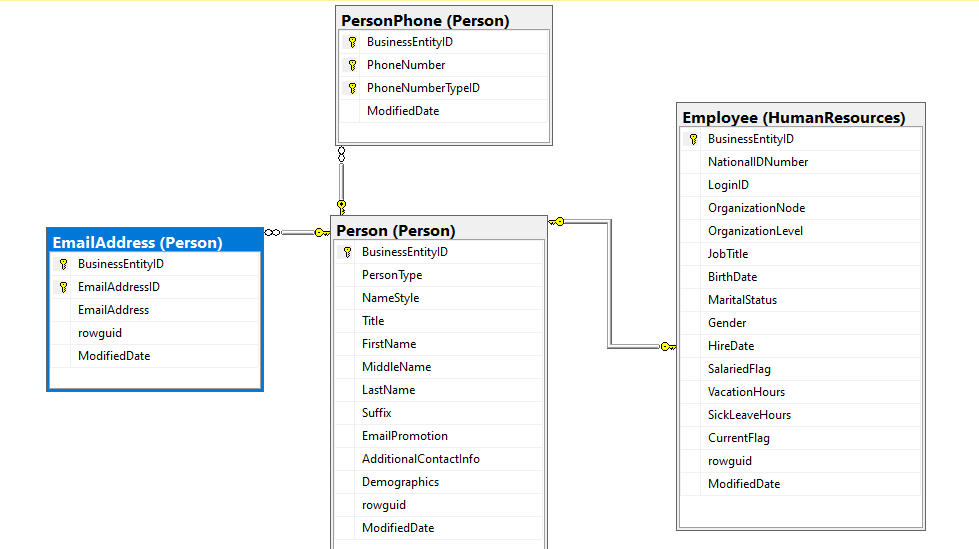 PersonPhone (Person)
BusinessEntityID
PhoneNumber
PhoneNumberTypeID
ModifiedDate
EmailAddress (Person)
BusinessEntityID
EmailAddressID
EmailAddress
rowguid
ModifiedDate
Person (Person)
BusinessEntityID
PersonType
NameStyle
Title
FirstName
MiddleName
LastName
Suffix
EmailPromotion
AdditionalContactInfo
Demographics
rowguid
ModifiedDate
Employee (HumanResources)
BusinessEntityID
NationalIDNumber
LoginID
OrganizationNode
OrganizationLevel
JobTitle
BirthDate
MaritalStatus
Gender
HireDate
SalariedFlag
VacationHours
SickLeaveHours
CurrentFlag
rowguid
ModifiedDate